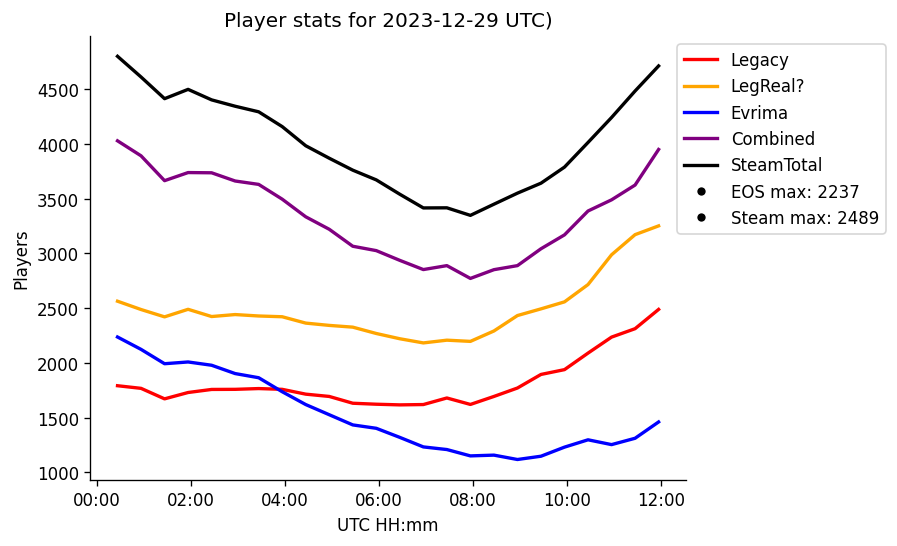 Player stats for 2023-12-29 UTC)
Legacy
LegReal?
Evrima
Combined
SteamTotal
EOS max: 2237
Steam max: 2489
Players
4500
4000
3500
3000
2500
2000
1500
1000
00:00 02:00 04:00 06:00 08:00 10:00 12:00
UTC HH:mm